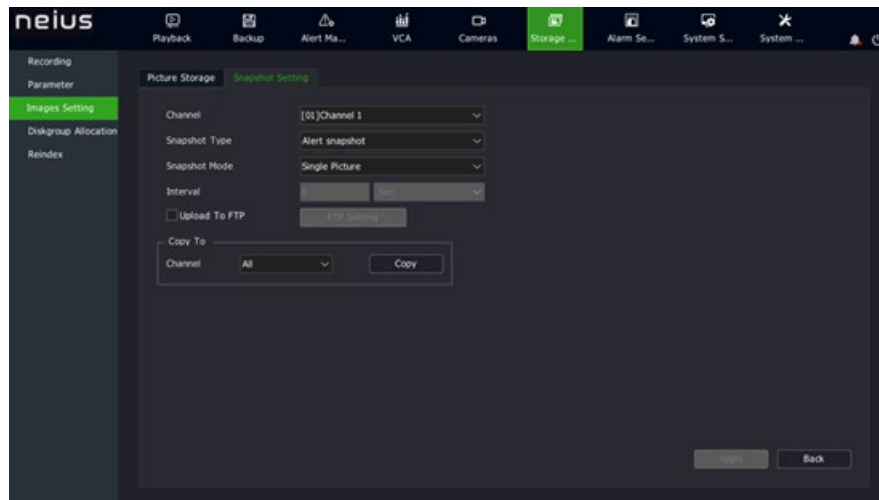 neius
Playback Backup Alert Ma... VCA Cameras Storage ... Alarm Se... System S... System ...
Recording
Parameter
Images Setting
Diskgroup Allocation
Reindex
Picture Storage Snapshot Setting
Channel [01]Channel 1
Snapshot Type Alert snapshot
Snapshot Mode Single Picture
Interval 0 Sec
Upload To FTP FTP Setting
Copy To
Channel All Copy
Apply Back